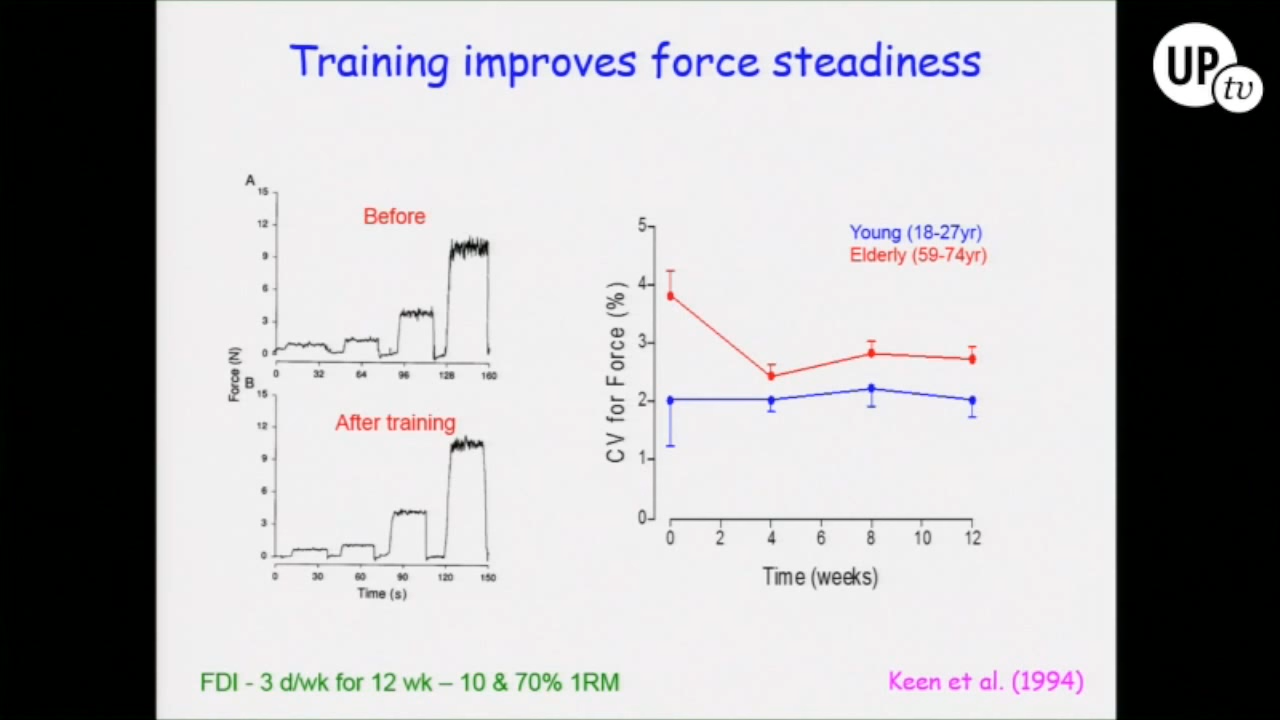 Training improves force steadiness
UP
tv
A
Before
15
12
9
6
3
0
0 32 64 96 128 160
Force (N)
B
After training
15
12
9
6
3
0
0 30 60 90 120 150
Time (s)
Young (18-27yr)
Elderly (59-74yr)
CV for Force (%)
5
4
3
2
1
0
0 2 4 6 8 10 12
Time (weeks)
FDI - 3 d/wk for 12 wk – 10 & 70% 1RM
Keen et al. (1994)